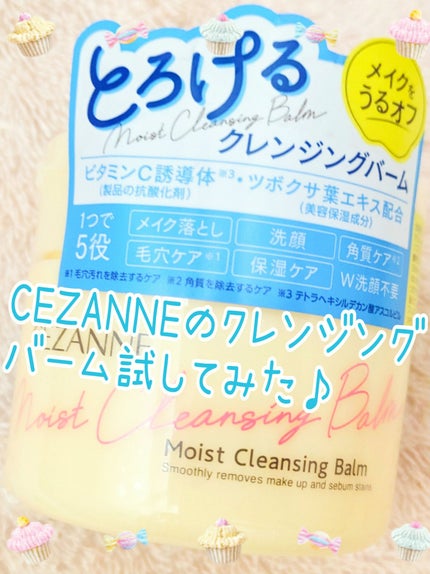 とろける
Moist Cleansing Balm
クレンジングバーム
メイクを
うるオフ
ビタミンC誘導体※3・ツボクサ葉エキス配合
(製品の抗酸化剤)
(美容保湿成分)
1つで
5役
メイク落とし
洗顔
角質ケア※2
毛穴ケア※1
保湿ケア
W洗顔不要
※1 毛穴汚れを除去するケア ※2 角質を除去するケア ※3 テトラヘキシルデカン酸アスコルビル
CEZANNEのクレンジング
バーム試してみた♪
CEZANNE
Moist Cleansing Balm
Moist Cleansing Balm
Smoothly removes make up and sebum stains